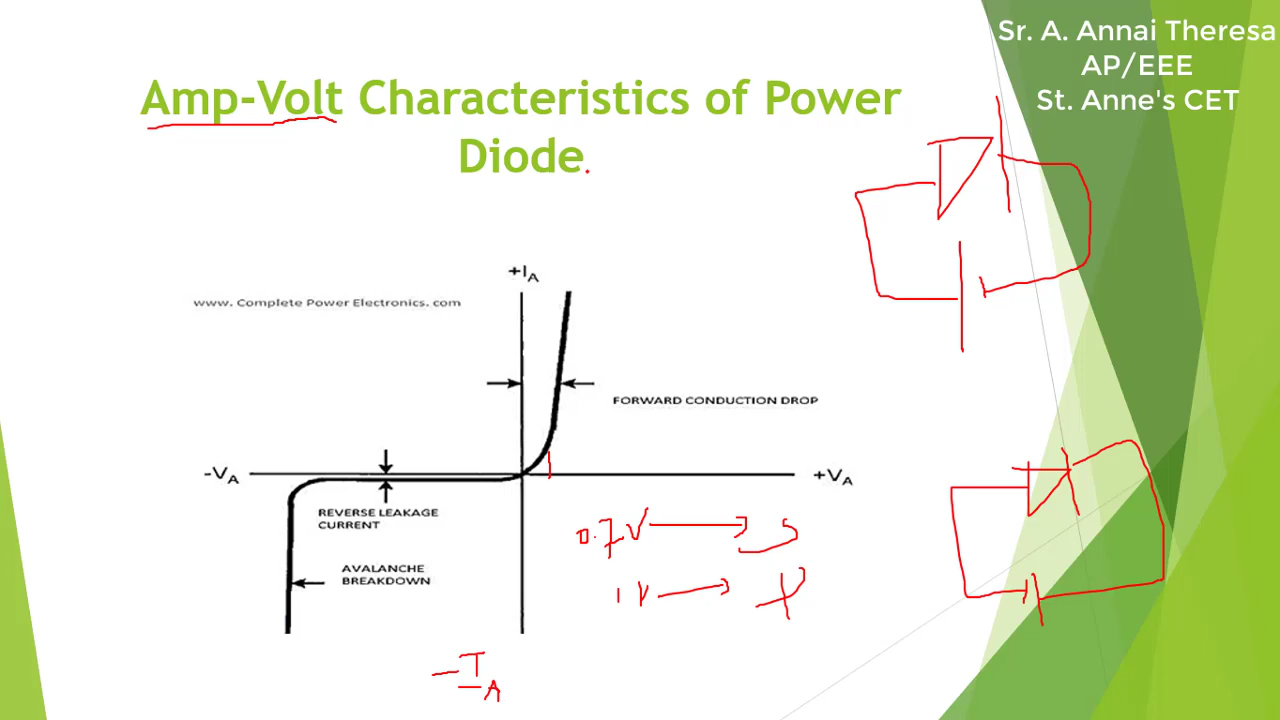 Sr. A. Annai Theresa
AP/EEE
St. Anne's CET
Amp-Volt Characteristics of Power
Diode.
+IA
www. Complete Power Electronics. com
FORWARD CONDUCTION DROP
-VA
+VA
REVERSE LEAKAGE
CURRENT
AVALANCHE
BREAKDOWN
0.7V
1V
-IA